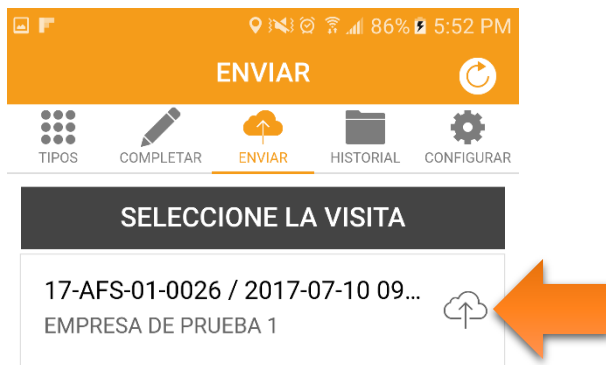 86% 5:52 PM
ENVIAR
TIPOS COMPLETAR ENVIAR HISTORIAL CONFIGURAR
SELECCIONE LA VISITA
17-AFS-01-0026 / 2017-07-10 09...
EMPRESA DE PRUEBA 1